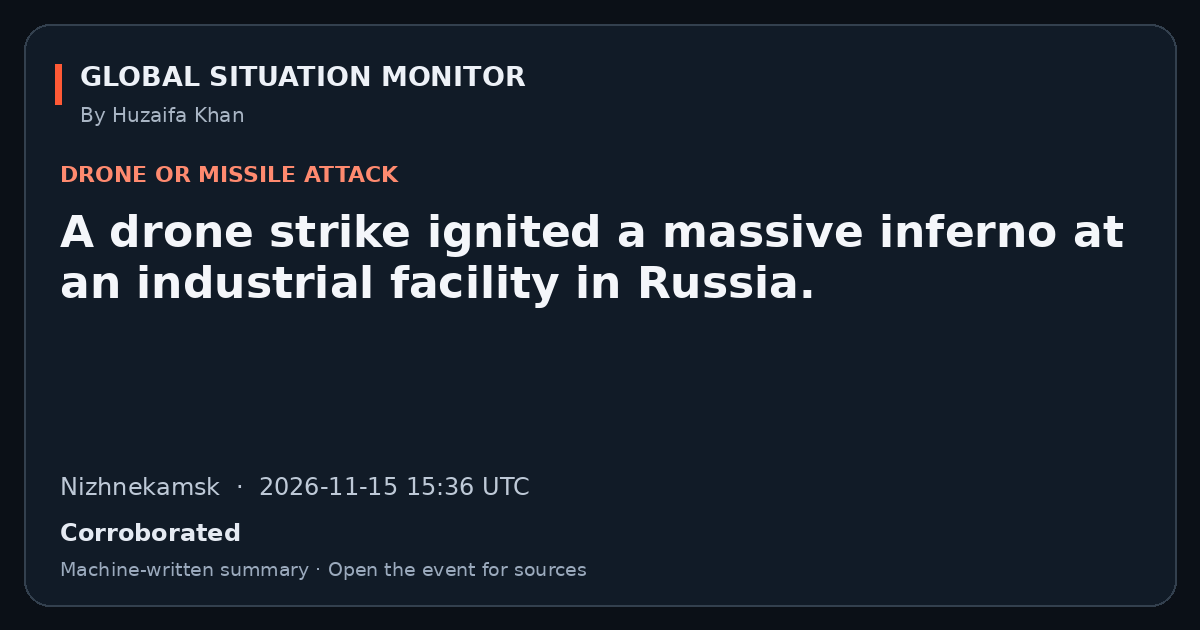 GLOBAL SITUATION MONITOR
By Huzaifa Khan
DRONE OR MISSILE ATTACK
A drone strike ignited a massive inferno at
an industrial facility in Russia.
Nizhnekamsk · 2026-11-15 15:36 UTC
Corroborated
Machine-written summary · Open the event for sources